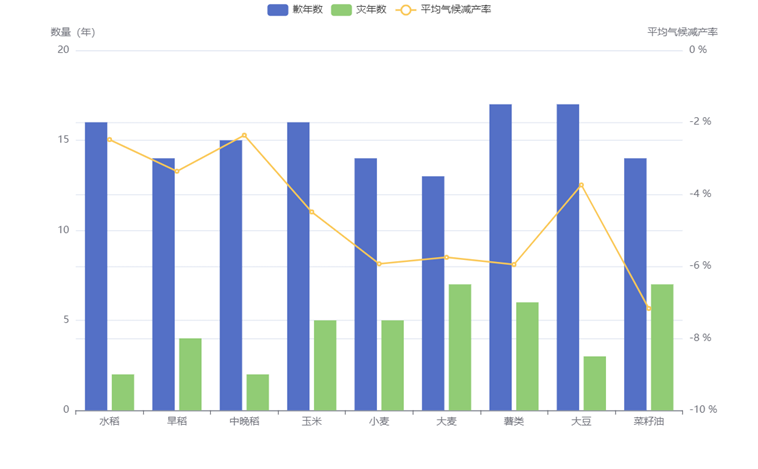 歉年数 灾年数 平均气候减产率
数量（年） 平均气候减产率
20 0 %
-2 %
15
-4 %
10
-6 %
5
-8 %
0 -10 %
水稻 旱稻 中晚稻 玉米 小麦 大麦 薯类 大豆 菜籽油